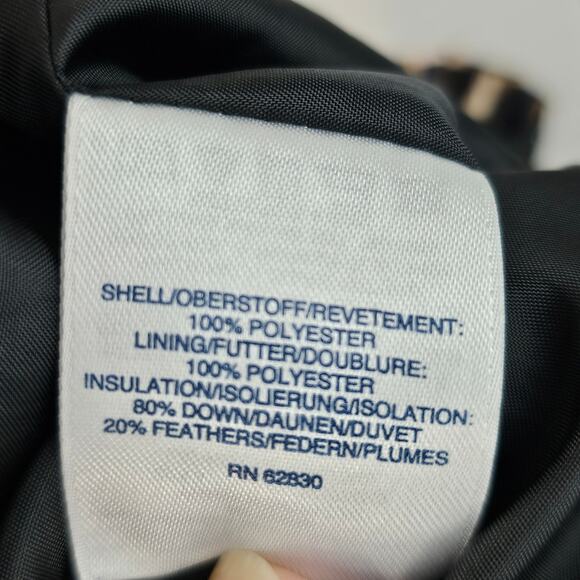 SHELL/OBERSTOFF/REVETEMENT:
100% POLYESTER
LINING/FUTTER/DOUBLURE:
100% POLYESTER
INSULATION/ISOLIERUNG/ISOLATION:
80% DOWN/DAUNEN/DUVET
20% FEATHERS/FEDERN/PLUMES
RN 62830